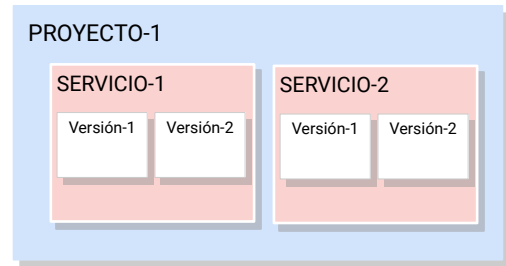 PROYECTO-1
SERVICIO-1
Versión-1
Versión-2
SERVICIO-2
Versión-1
Versión-2